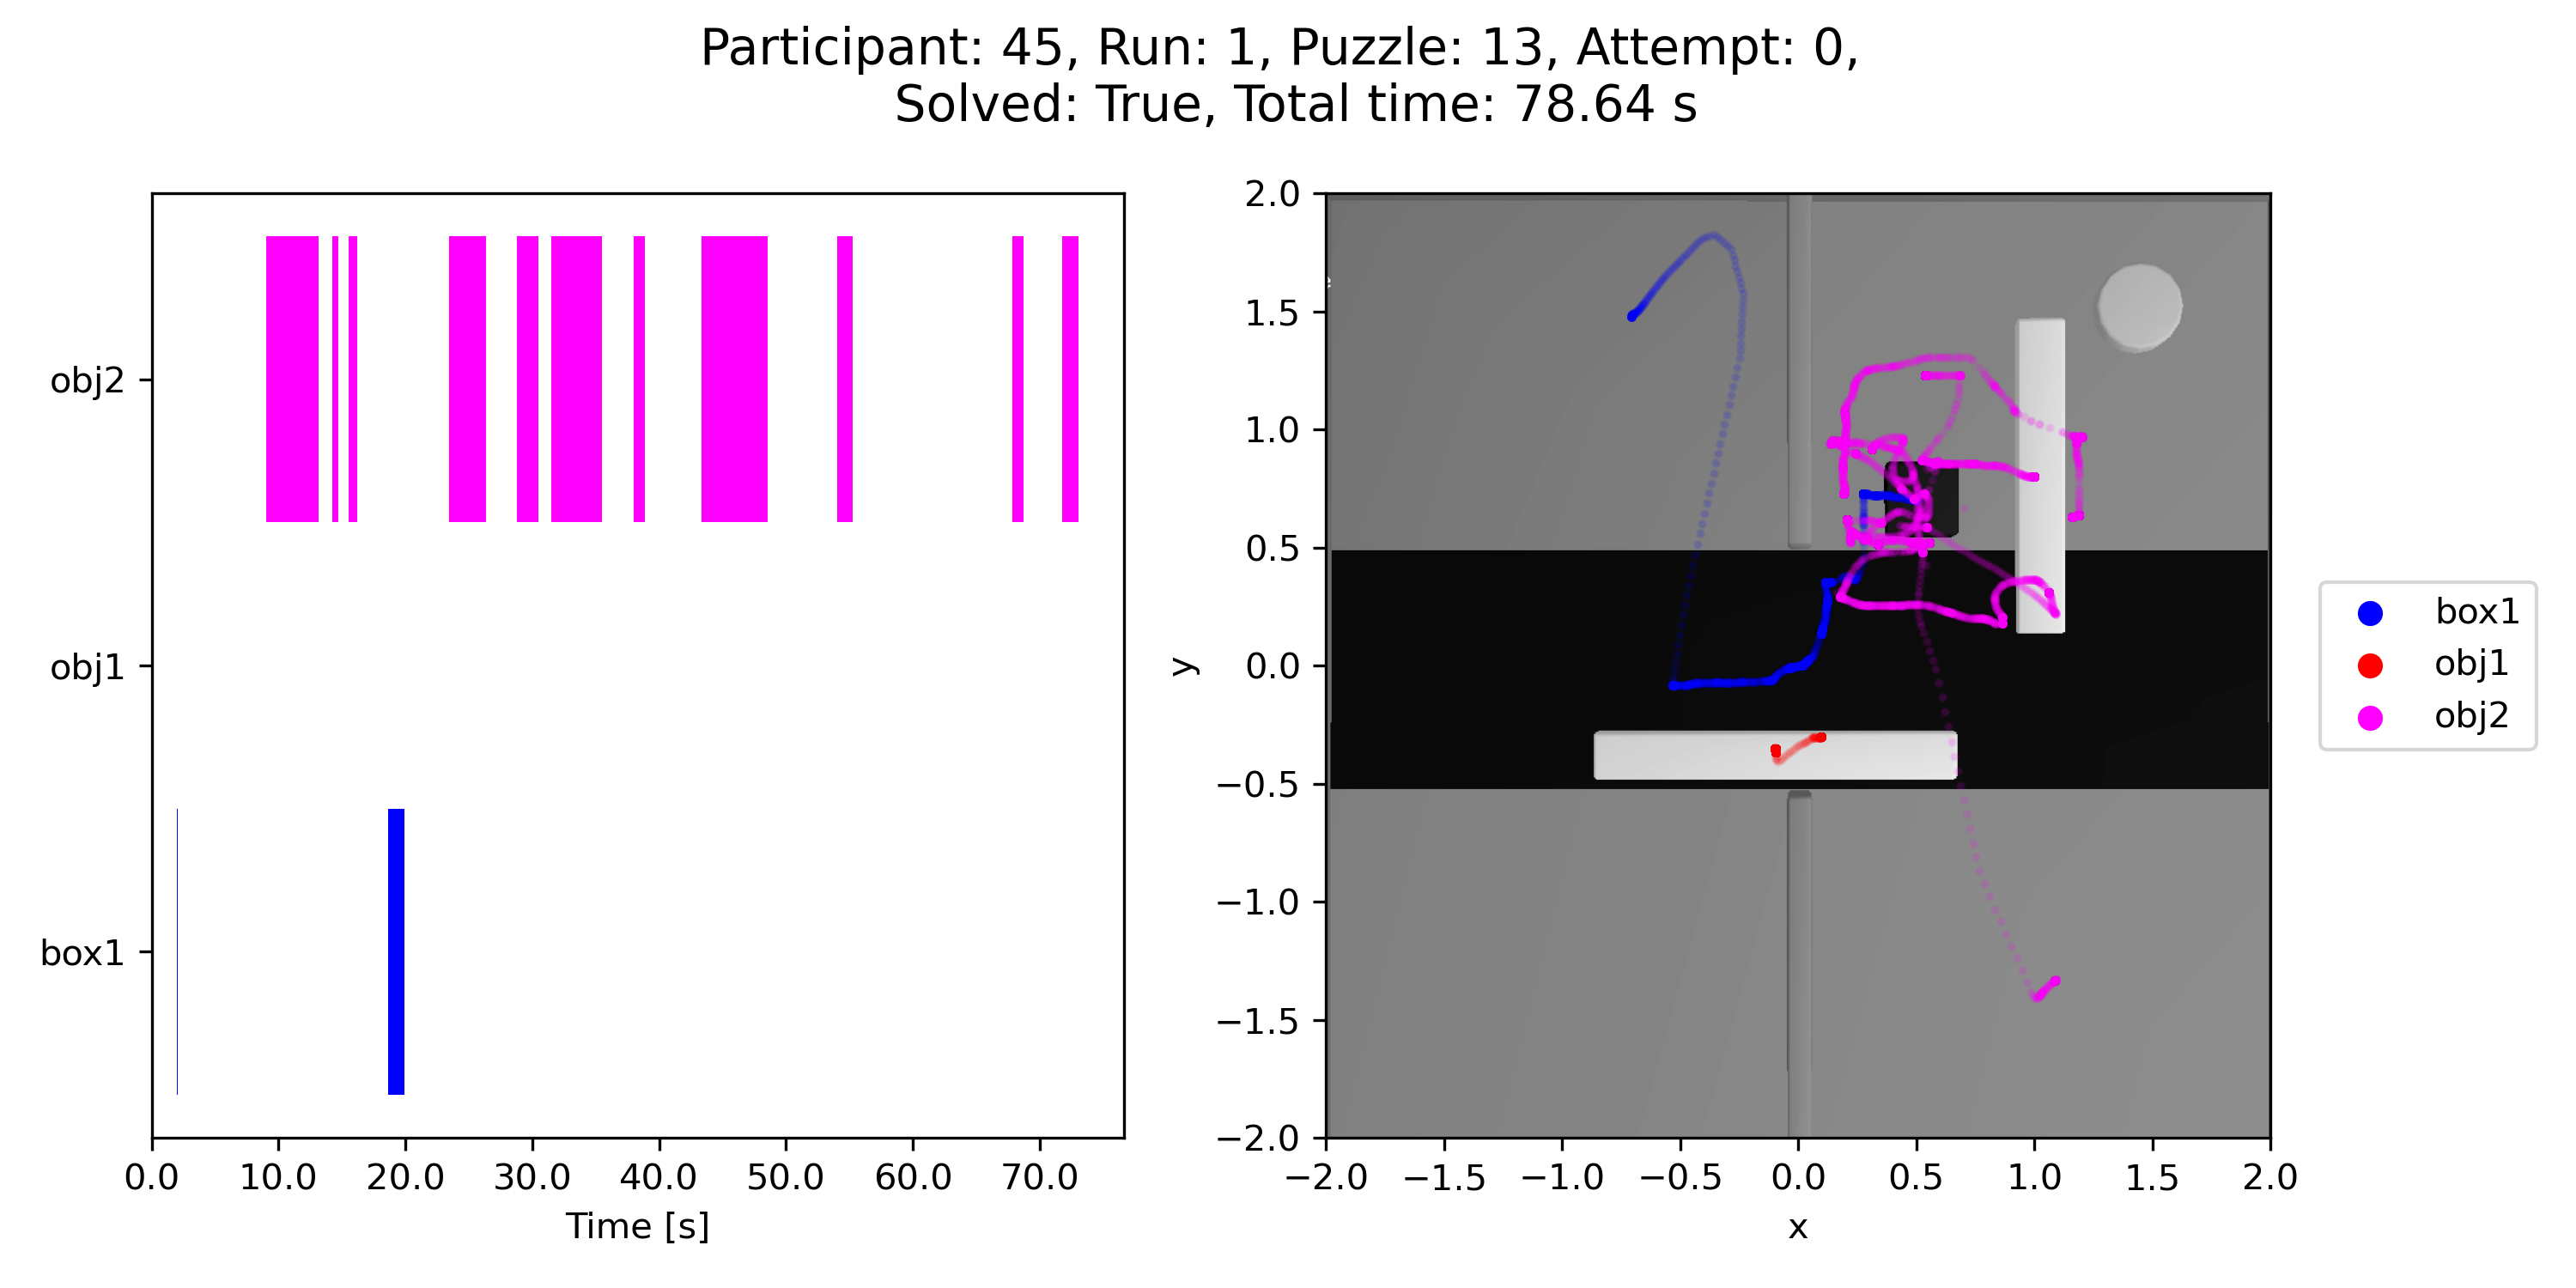 Participant: 45, Run: 1, Puzzle: 13, Attempt: 0,
Solved: True, Total time: 78.64 s
obj2
obj1
box1
0.0 10.0 20.0 30.0 40.0 50.0 60.0 70.0
Time [s]
2.0
1.5
1.0
0.5
0.0
−0.5
−1.0
−1.5
−2.0
y
−2.0 −1.5 −1.0 −0.5 0.0 0.5 1.0 1.5 2.0
x
box1
obj1
obj2